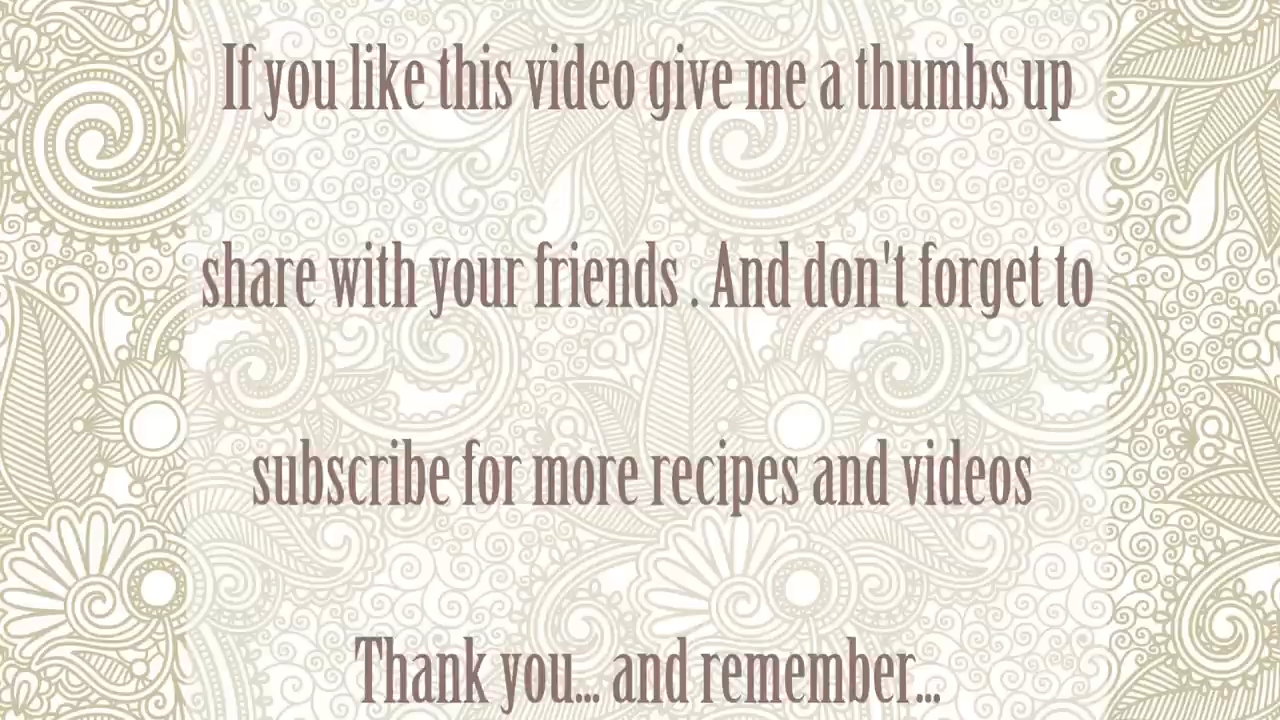 If you like this video give me a thumbs up
share with your friends . And don't forget to
subscribe for more recipes and videos
Thank you... and remember...